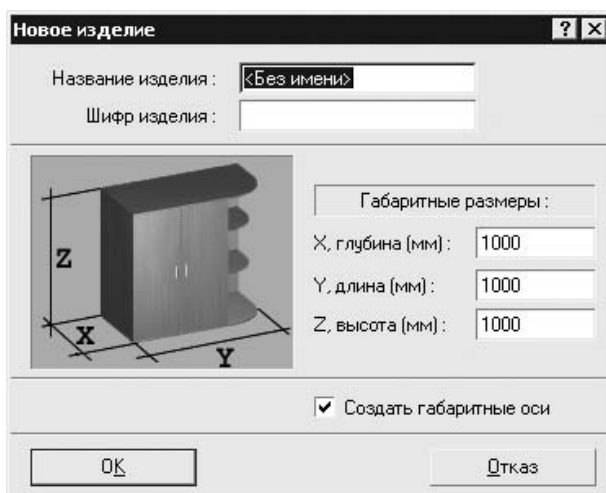 Новое изделие
Название изделия : <Без имени>
Шифр изделия :
Габаритные размеры :
X, глубина (мм) : 1000
Y, длина (мм) : 1000
Z, высота (мм) : 1000
Z
X
Y
Создать габаритные оси
OK
Отказ